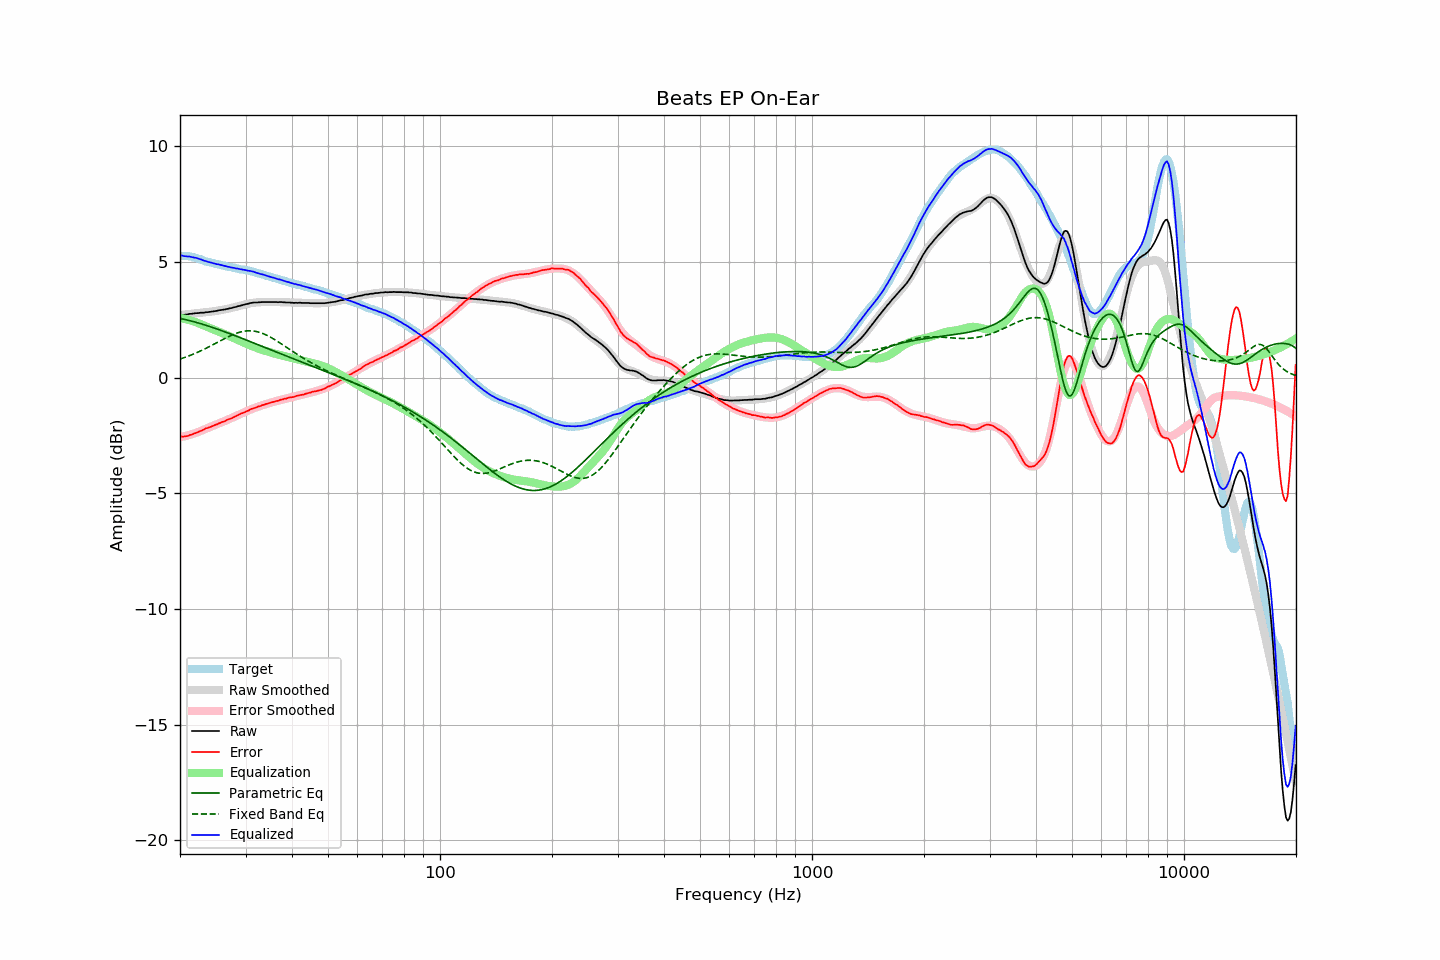 Beats EP On-Ear
Amplitude (dBr)
10
5
0
−5
−10
−15
−20
Target
Raw Smoothed
Error Smoothed
Raw
Error
Equalization
Parametric Eq
Fixed Band Eq
Equalized
100
1000
10000
Frequency (Hz)